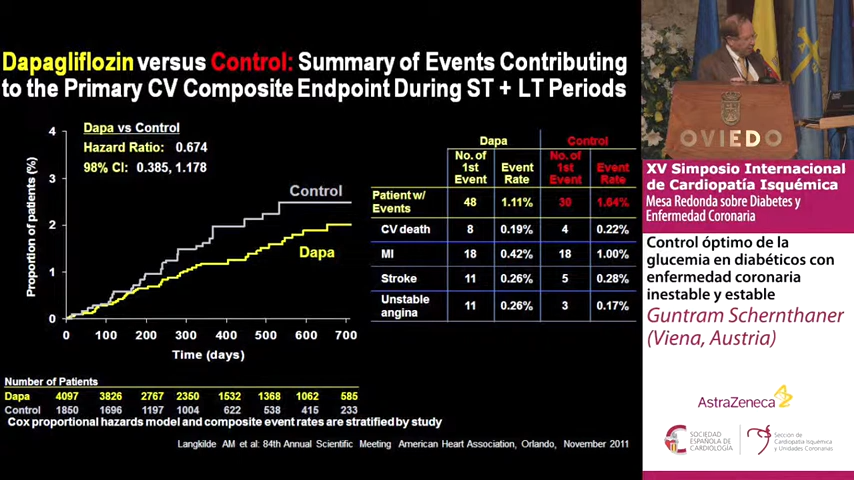 Dapagliflozin versus Control: Summary of Events Contributing
to the Primary CV Composite Endpoint During ST + LT Periods
Dapa vs Control
Hazard Ratio: 0.674
98% CI: 0.385, 1.178
Proportion of patients (%)
4
3
2
1
0
Control
Dapa
0 100 200 300 400 500 600 700
Time (days)
Dapa Control
No. of 1st Event Event Rate No. of 1st Event Event Rate
Patient w/ Events 48 1.11% 30 1.64%
CV death 8 0.19% 4 0.22%
MI 18 0.42% 18 1.00%
Stroke 11 0.26% 5 0.28%
Unstable angina 11 0.26% 3 0.17%
Number of Patients
Dapa 4097 3826 2767 2350 1532 1368 1062 585
Control 1850 1696 1197 1004 622 538 415 233
Cox proportional hazards model and composite event rates are stratified by study
Langkilde AM et al: 84th Annual Scientific Meeting American Heart Association, Orlando, November 2011
OVIEDO
XV Simposio Internacional
de Cardiopatía Isquémica
Mesa Redonda sobre Diabetes y
Enfermedad Coronaria
Control óptimo de la
glucemia en diabéticos con
enfermedad coronaria
inestable y estable
Guntram Schernthaner
(Viena, Austria)
AstraZeneca
SOCIEDAD
ESPAÑOLA DE
CARDIOLOGÍA
Sección de
Cardiopatía Isquémica
y Unidades Coronarias